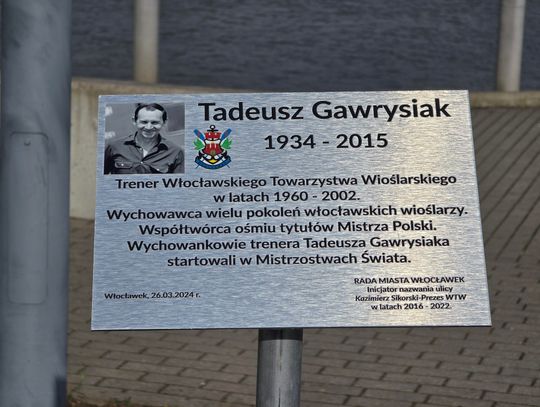 Tadeusz Gawrysiak
1934 - 2015
Trener Włocławskiego Towarzystwa Wioślarskiego
w latach 1960 - 2002.
Wychowawca wielu pokoleń włocławskich wioślarzy.
Współtwórca ośmiu tytułów Mistrza Polski.
Wychowankowie trenera Tadeusza Gawrysiaka
startowali w Mistrzostwach Świata.
Włocławek, 26.03.2024 r.
RADA MIASTA WŁOCŁAWEK
Inicjator nazwania ulicy
Kazimierz Sikorski-Prezes WTW
w latach 2016 - 2022.